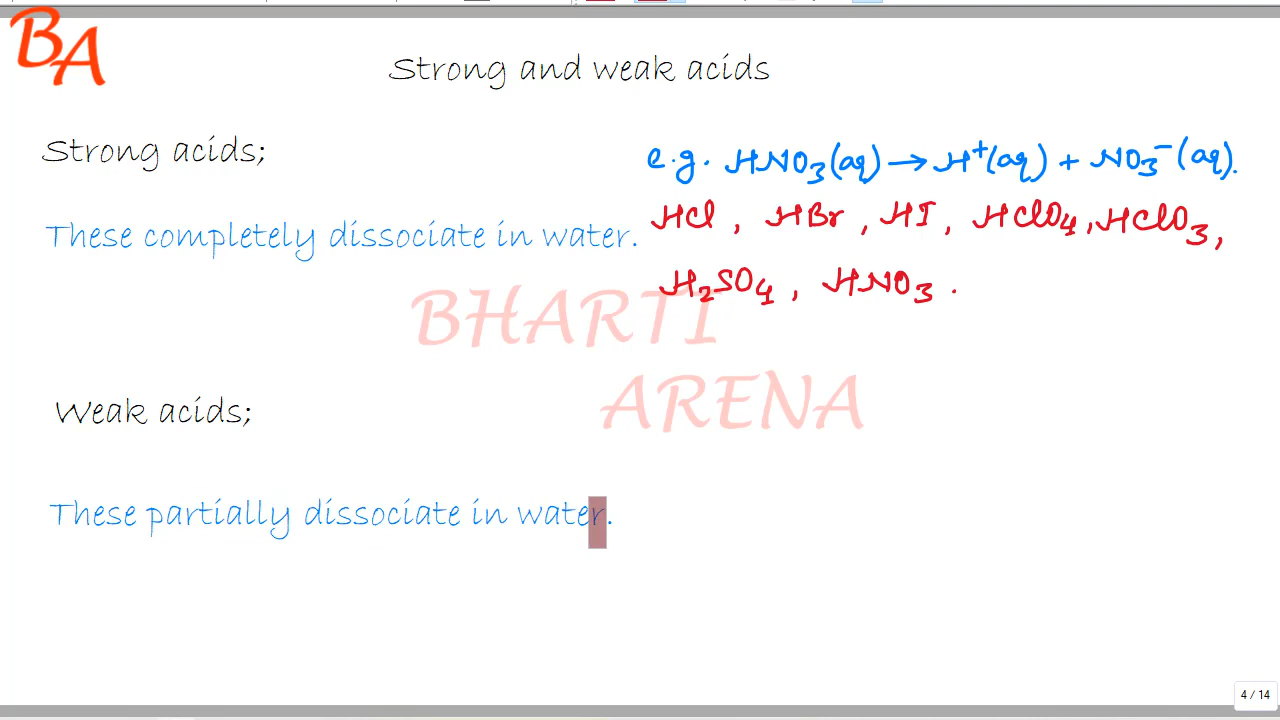 BA
Strong and weak acids
Strong acids;
e.g. HNO₃(aq) → H⁺(aq) + NO₃⁻(aq).
These completely dissociate in water.
HCl, HBr, HI, HClO₄, HClO₃,
H₂SO₄, HNO₃.
BHARTI
ARENA
Weak acids;
These partially dissociate in water.
4 / 14